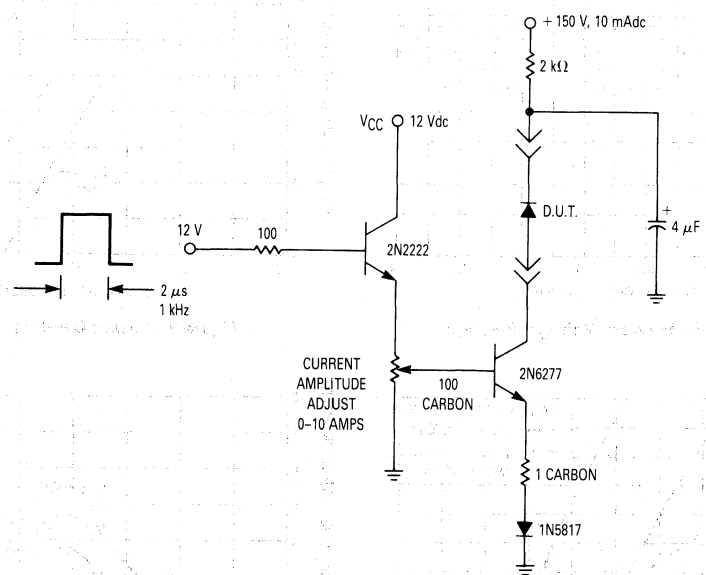 + 150 V, 10 mAdc
2 kΩ
VCC 12 Vdc
12 V
100
2N2222
D.U.T.
+
4 μF
2 μs
1 kHz
CURRENT
AMPLITUDE
ADJUST
0–10 AMPS
100
CARBON
2N6277
1 CARBON
1N5817